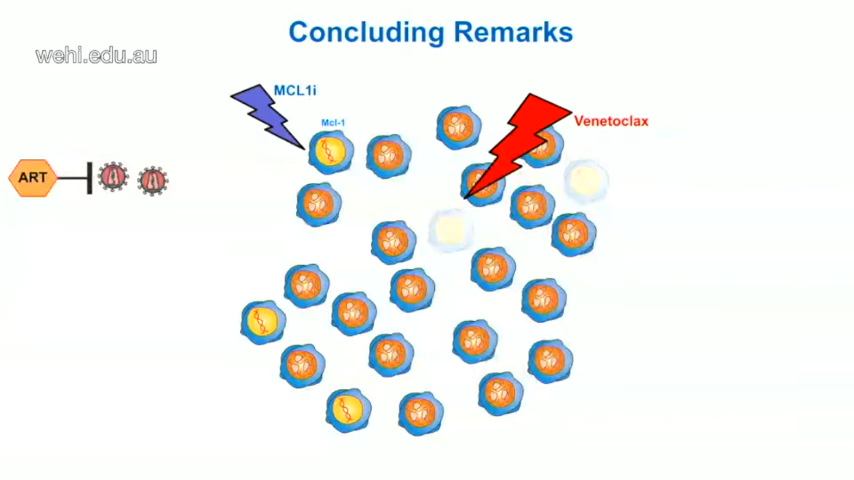 Concluding Remarks
wehi.edu.au
MCL1i
Mcl-1
Venetoclax
ART